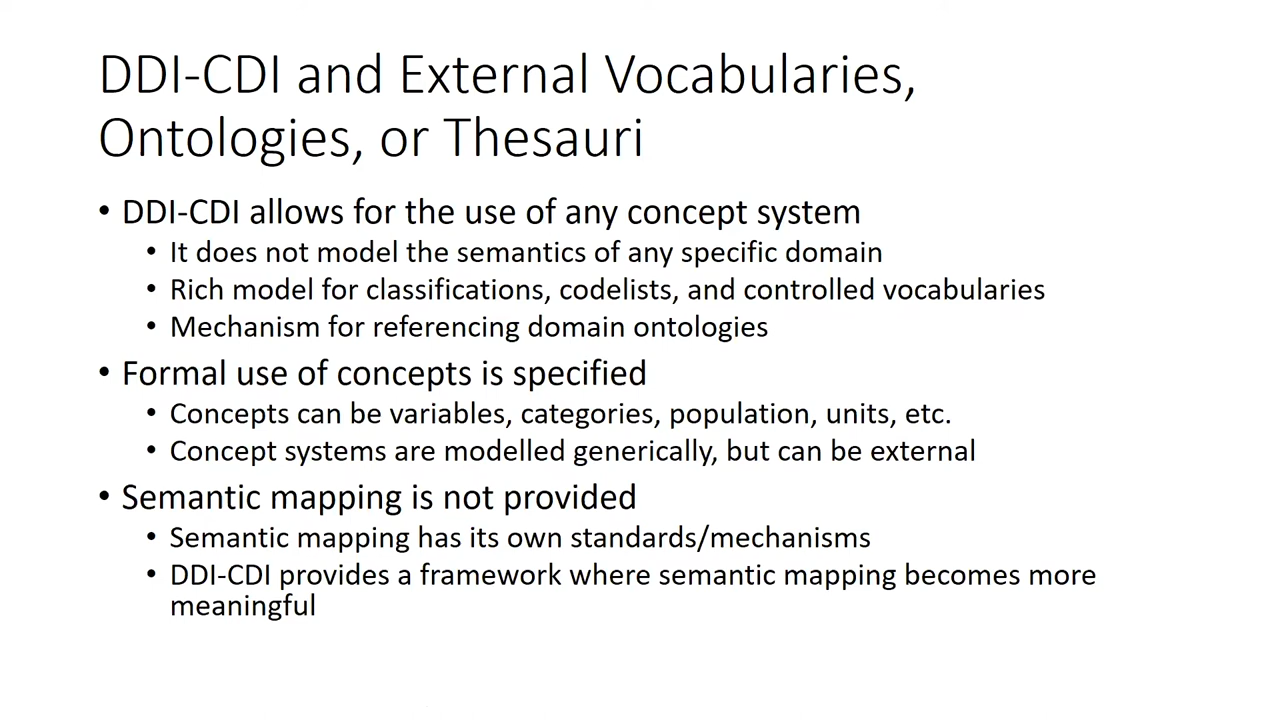 DDI-CDI and External Vocabularies,
Ontologies, or Thesauri
• DDI-CDI allows for the use of any concept system
• It does not model the semantics of any specific domain
• Rich model for classifications, codelists, and controlled vocabularies
• Mechanism for referencing domain ontologies
• Formal use of concepts is specified
• Concepts can be variables, categories, population, units, etc.
• Concept systems are modelled generically, but can be external
• Semantic mapping is not provided
• Semantic mapping has its own standards/mechanisms
• DDI-CDI provides a framework where semantic mapping becomes more
meaningful